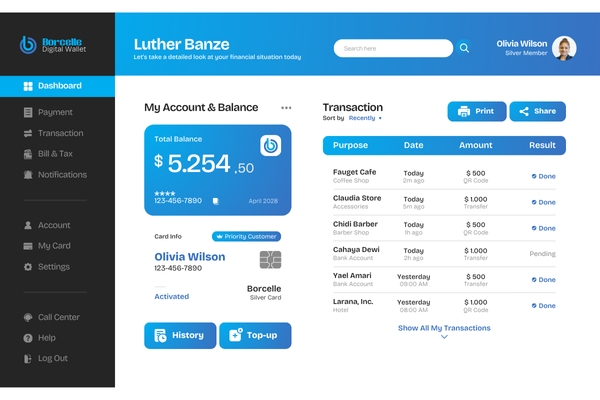 Borcelle
Digital Wallet
Dashboard
Payment
Transaction
Bill & Tax
Notifications
Account
My Card
Settings
Call Center
Help
Log Out
Luther Banze
Let's take a detailed look at your financial situation today
Search here
Olivia Wilson
Silver Member
My Account & Balance
Total Balance
$ 5.254 .50
****
123-456-7890
April 2028
Card Info
Priority Customer
Olivia Wilson
123-456-7890
Activated
Borcelle
Silver Card
History
Top-up
Transaction
Sort by Recently
Print
Share
Purpose Date Amount Result
Fauget Cafe Today $ 500 Done
Coffee Shop 2m ago QR Code
Claudia Store Today $ 1.000 Done
Accessories 5m ago Transfer
Chidi Barber Today $ 500 Done
Barber Shop 1h ago QR Code
Cahaya Dewi Today $ 1.000 Pending
Bank Account 2h ago Transfer
Yael Amari Yesterday $ 500 Done
Bank Account 09:00 AM Transfer
Larana, Inc. Yesterday $ 1.000 Done
Hotel 08:00 AM Transfer
Show All My Transactions